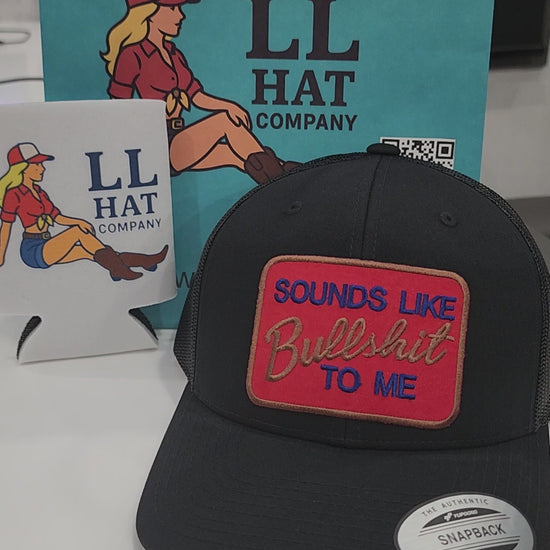 LL
HAT
COMPANY
LL
HAT
COMPANY
SOUNDS LIKE
Bullshit
TO ME
THE AUTHENTIC
YUPOONG
SNAPBACK